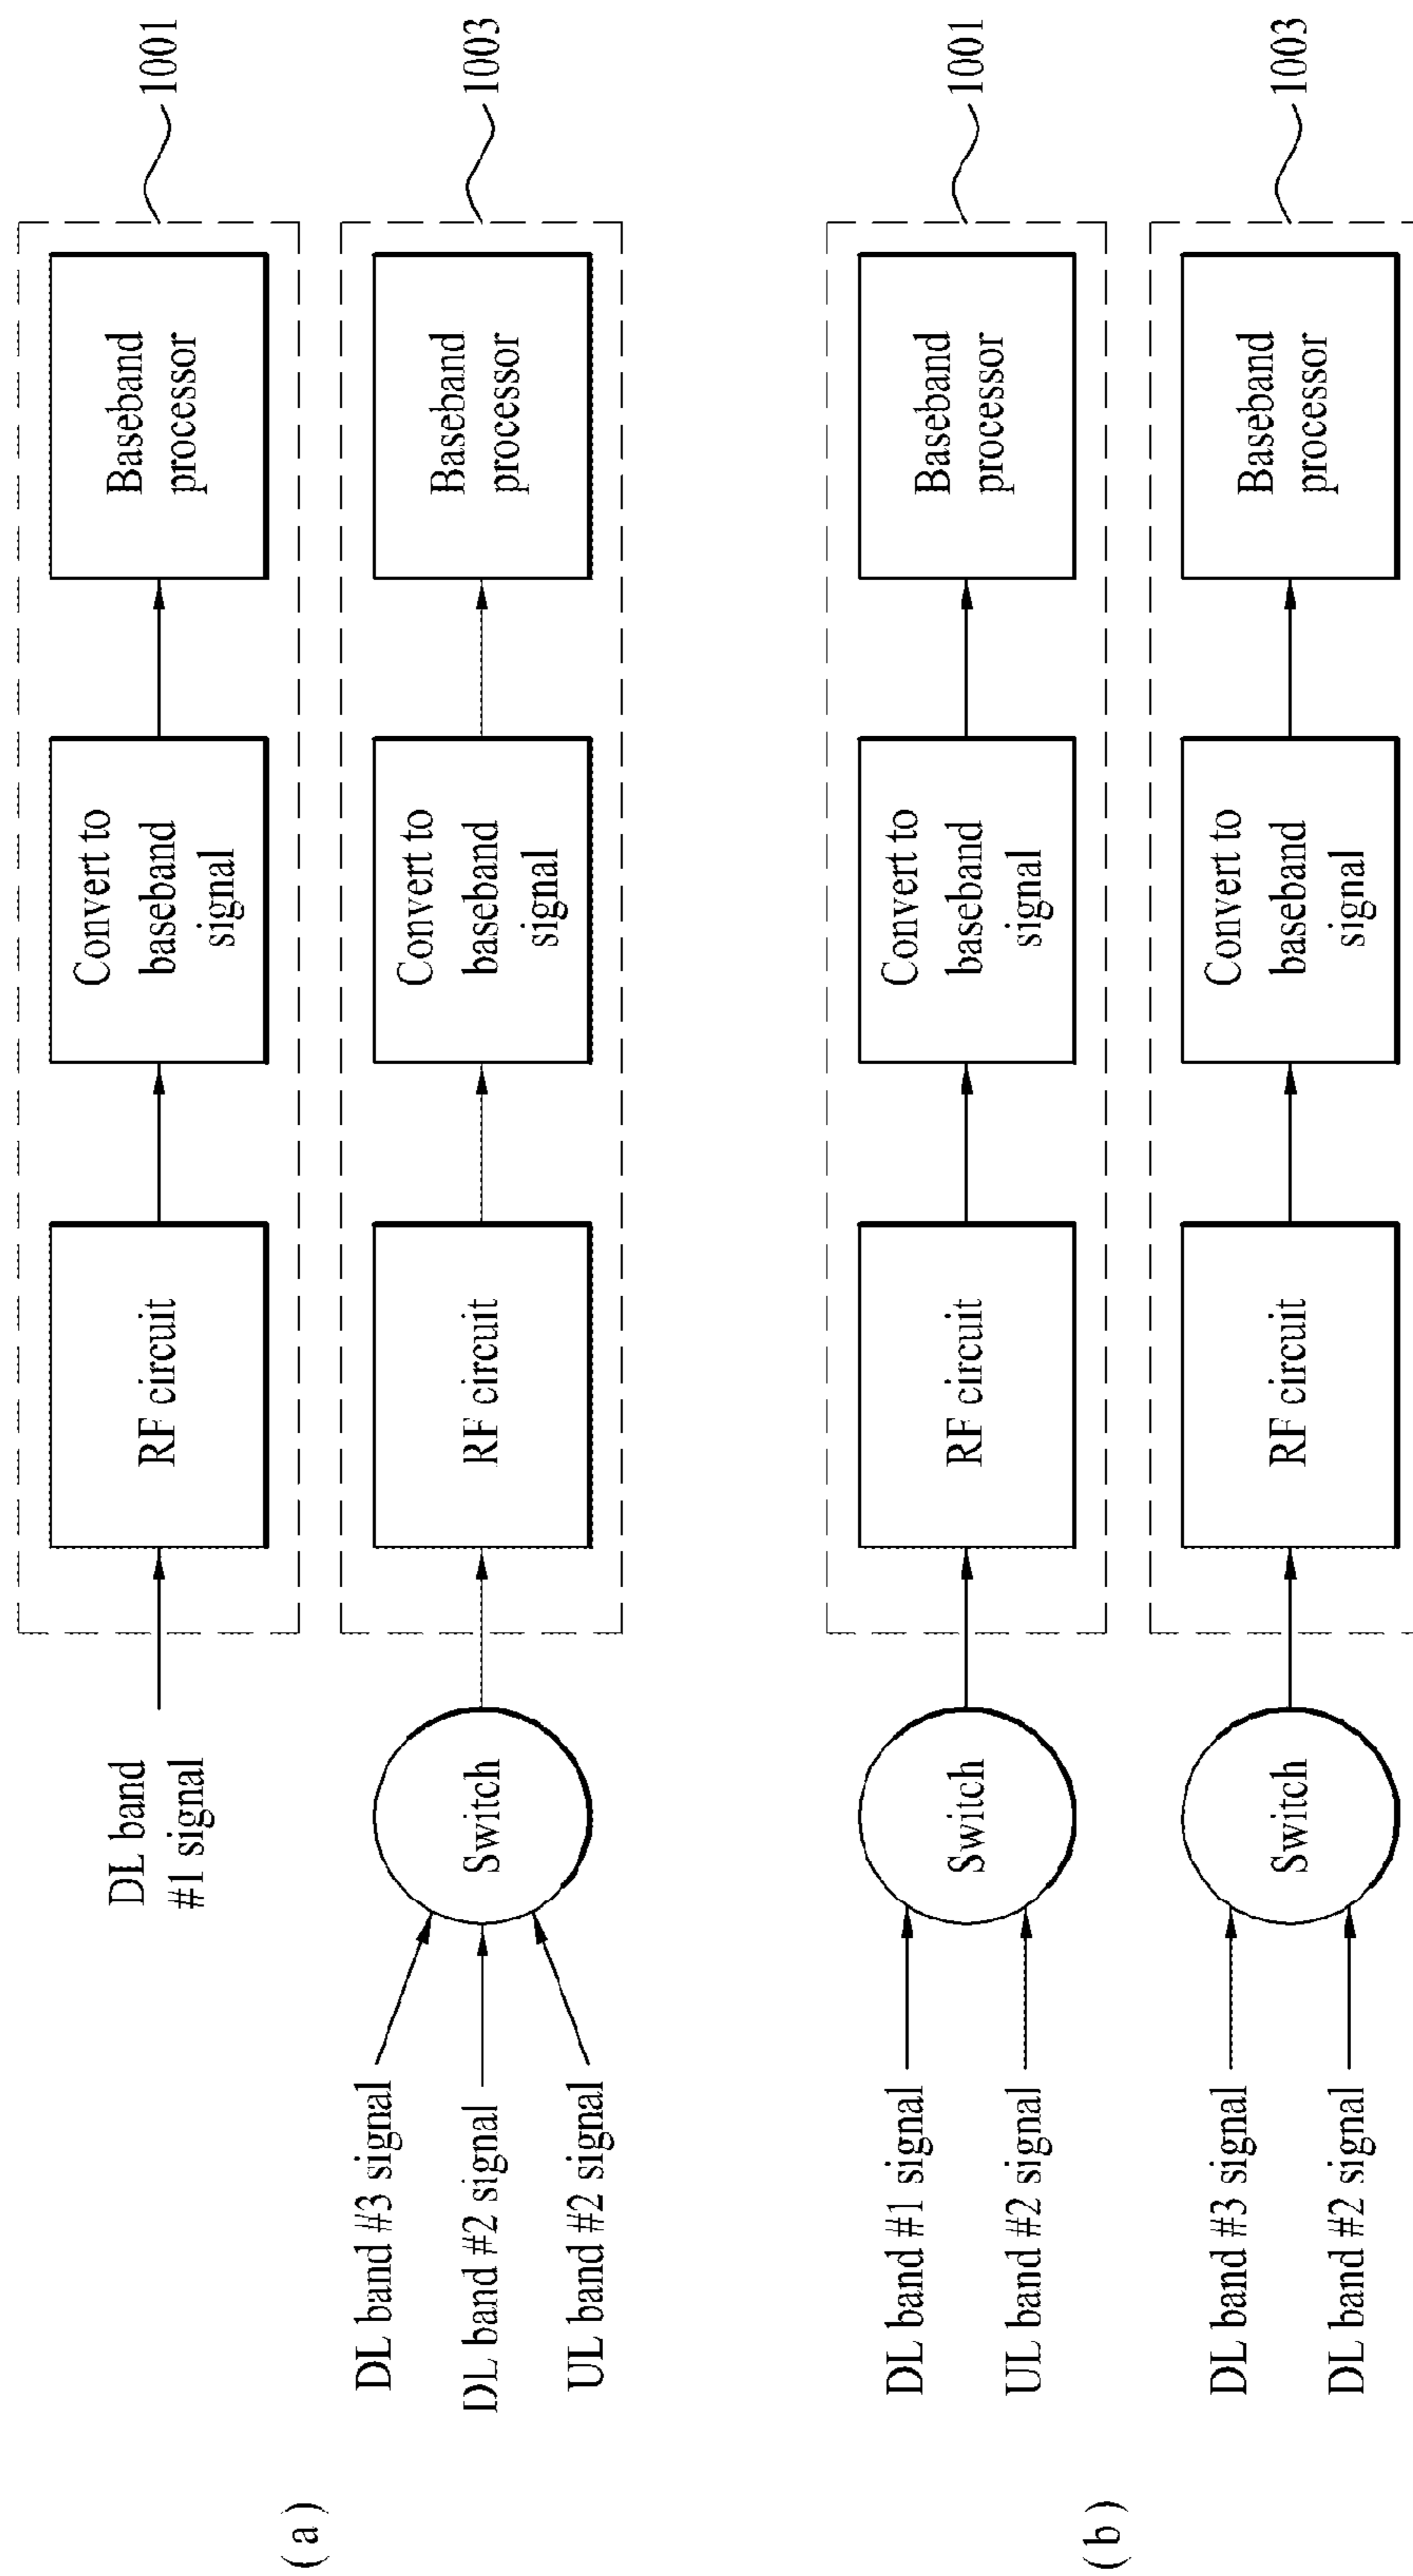 (a)
DL band
#1 signal
RF circuit
Convert to
baseband
signal
Baseband
processor
1001
DL band #3 signal
DL band #2 signal
UL band #2 signal
Switch
RF circuit
Convert to
baseband
signal
Baseband
processor
1003
(b)
DL band #1 signal
UL band #2 signal
Switch
RF circuit
Convert to
baseband
signal
Baseband
processor
1001
DL band #3 signal
DL band #2 signal
Switch
RF circuit
Convert to
baseband
signal
Baseband
processor
1003